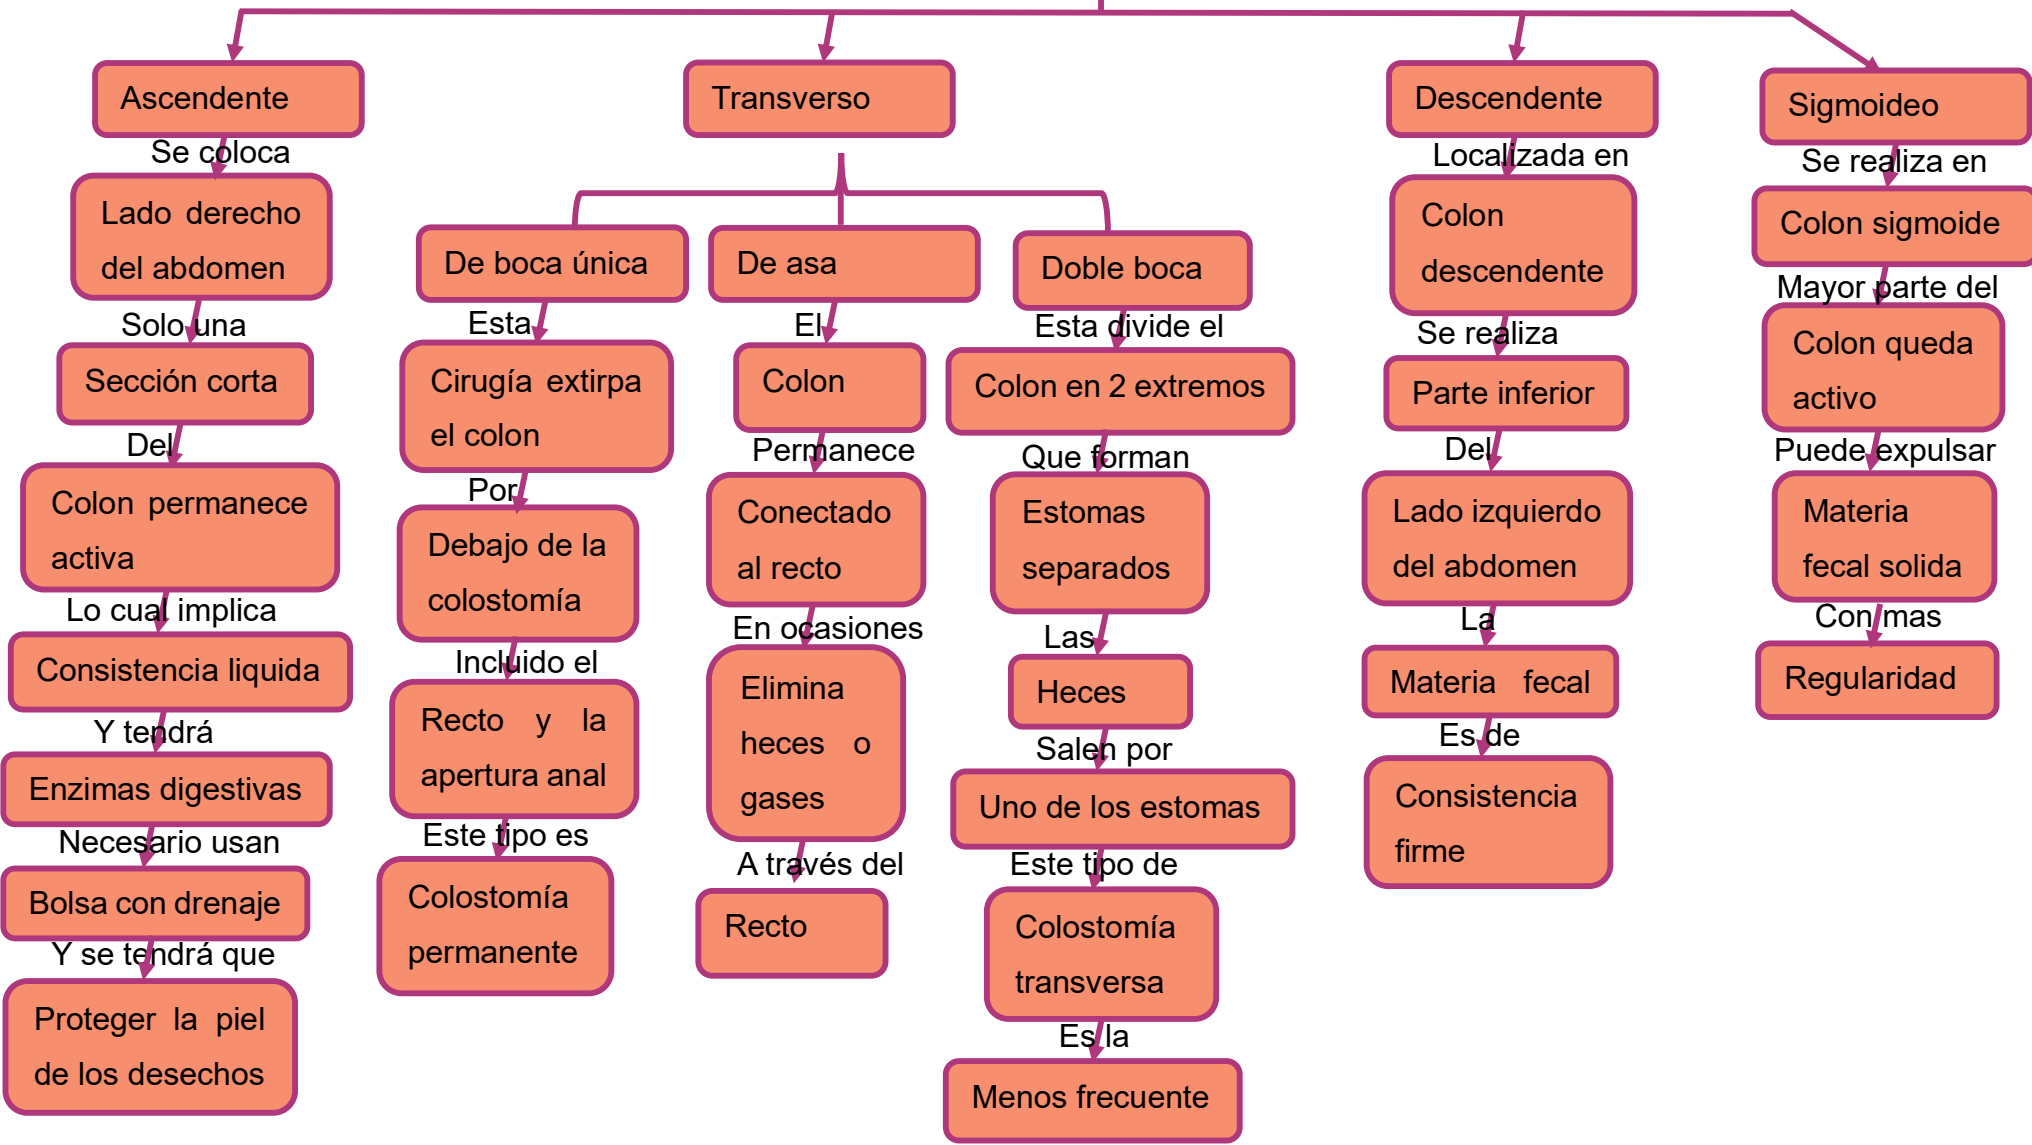 Ascendente
Se coloca
Lado derecho
del abdomen
Solo una
Sección corta
Del
Colon permanece
activa
Lo cual implica
Consistencia liquida
Y tendrá
Enzimas digestivas
Necesario usan
Bolsa con drenaje
Y se tendrá que
Proteger la piel
de los desechos
Transverso
De boca única
Esta
Cirugía extirpa
el colon
Por
Debajo de la
colostomía
Incluido el
Recto y la
apertura anal
Este tipo es
Colostomía
permanente
De asa
El
Colon
Permanece
Conectado
al recto
En ocasiones
Elimina
heces o
gases
A través del
Recto
Doble boca
Esta divide el
Colon en 2 extremos
Que forman
Estomas
separados
Las
Heces
Salen por
Uno de los estomas
Este tipo de
Colostomía
transversa
Es la
Menos frecuente
Descendente
Localizada en
Colon
descendente
Se realiza
Parte inferior
Del
Lado izquierdo
del abdomen
La
Materia fecal
Es de
Consistencia
firme
Sigmoideo
Se realiza en
Colon sigmoide
Mayor parte del
Colon queda
activo
Puede expulsar
Materia
fecal solida
Con mas
Regularidad